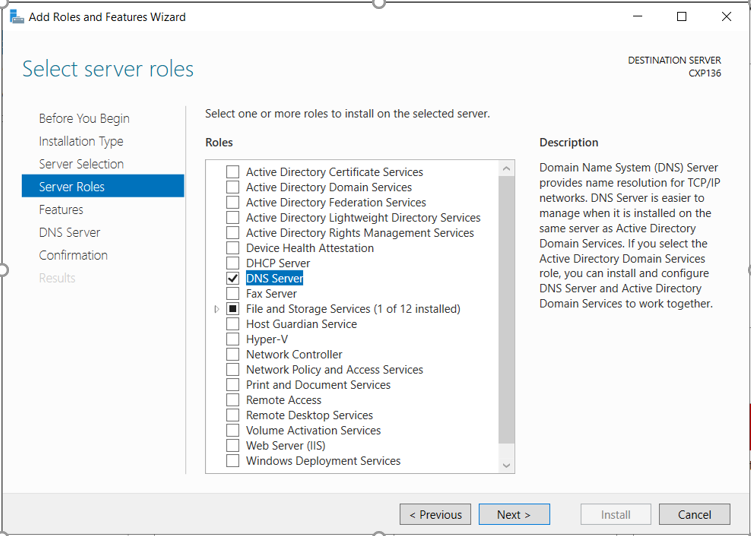 Add Roles and Features Wizard
Select server roles
DESTINATION SERVER
CXP136
Before You Begin
Installation Type
Server Selection
Server Roles
Features
DNS Server
Confirmation
Results
Select one or more roles to install on the selected server.
Roles
Active Directory Certificate Services
Active Directory Domain Services
Active Directory Federation Services
Active Directory Lightweight Directory Services
Active Directory Rights Management Services
Device Health Attestation
DHCP Server
DNS Server
Fax Server
File and Storage Services (1 of 12 installed)
Host Guardian Service
Hyper-V
Network Controller
Network Policy and Access Services
Print and Document Services
Remote Access
Remote Desktop Services
Volume Activation Services
Web Server (IIS)
Windows Deployment Services
Description
Domain Name System (DNS) Server
provides name resolution for TCP/IP
networks. DNS Server is easier to
manage when it is installed on the
same server as Active Directory
Domain Services. If you select the
Active Directory Domain Services
role, you can install and configure
DNS Server and Active Directory
Domain Services to work together.
< Previous
Next >
Install
Cancel